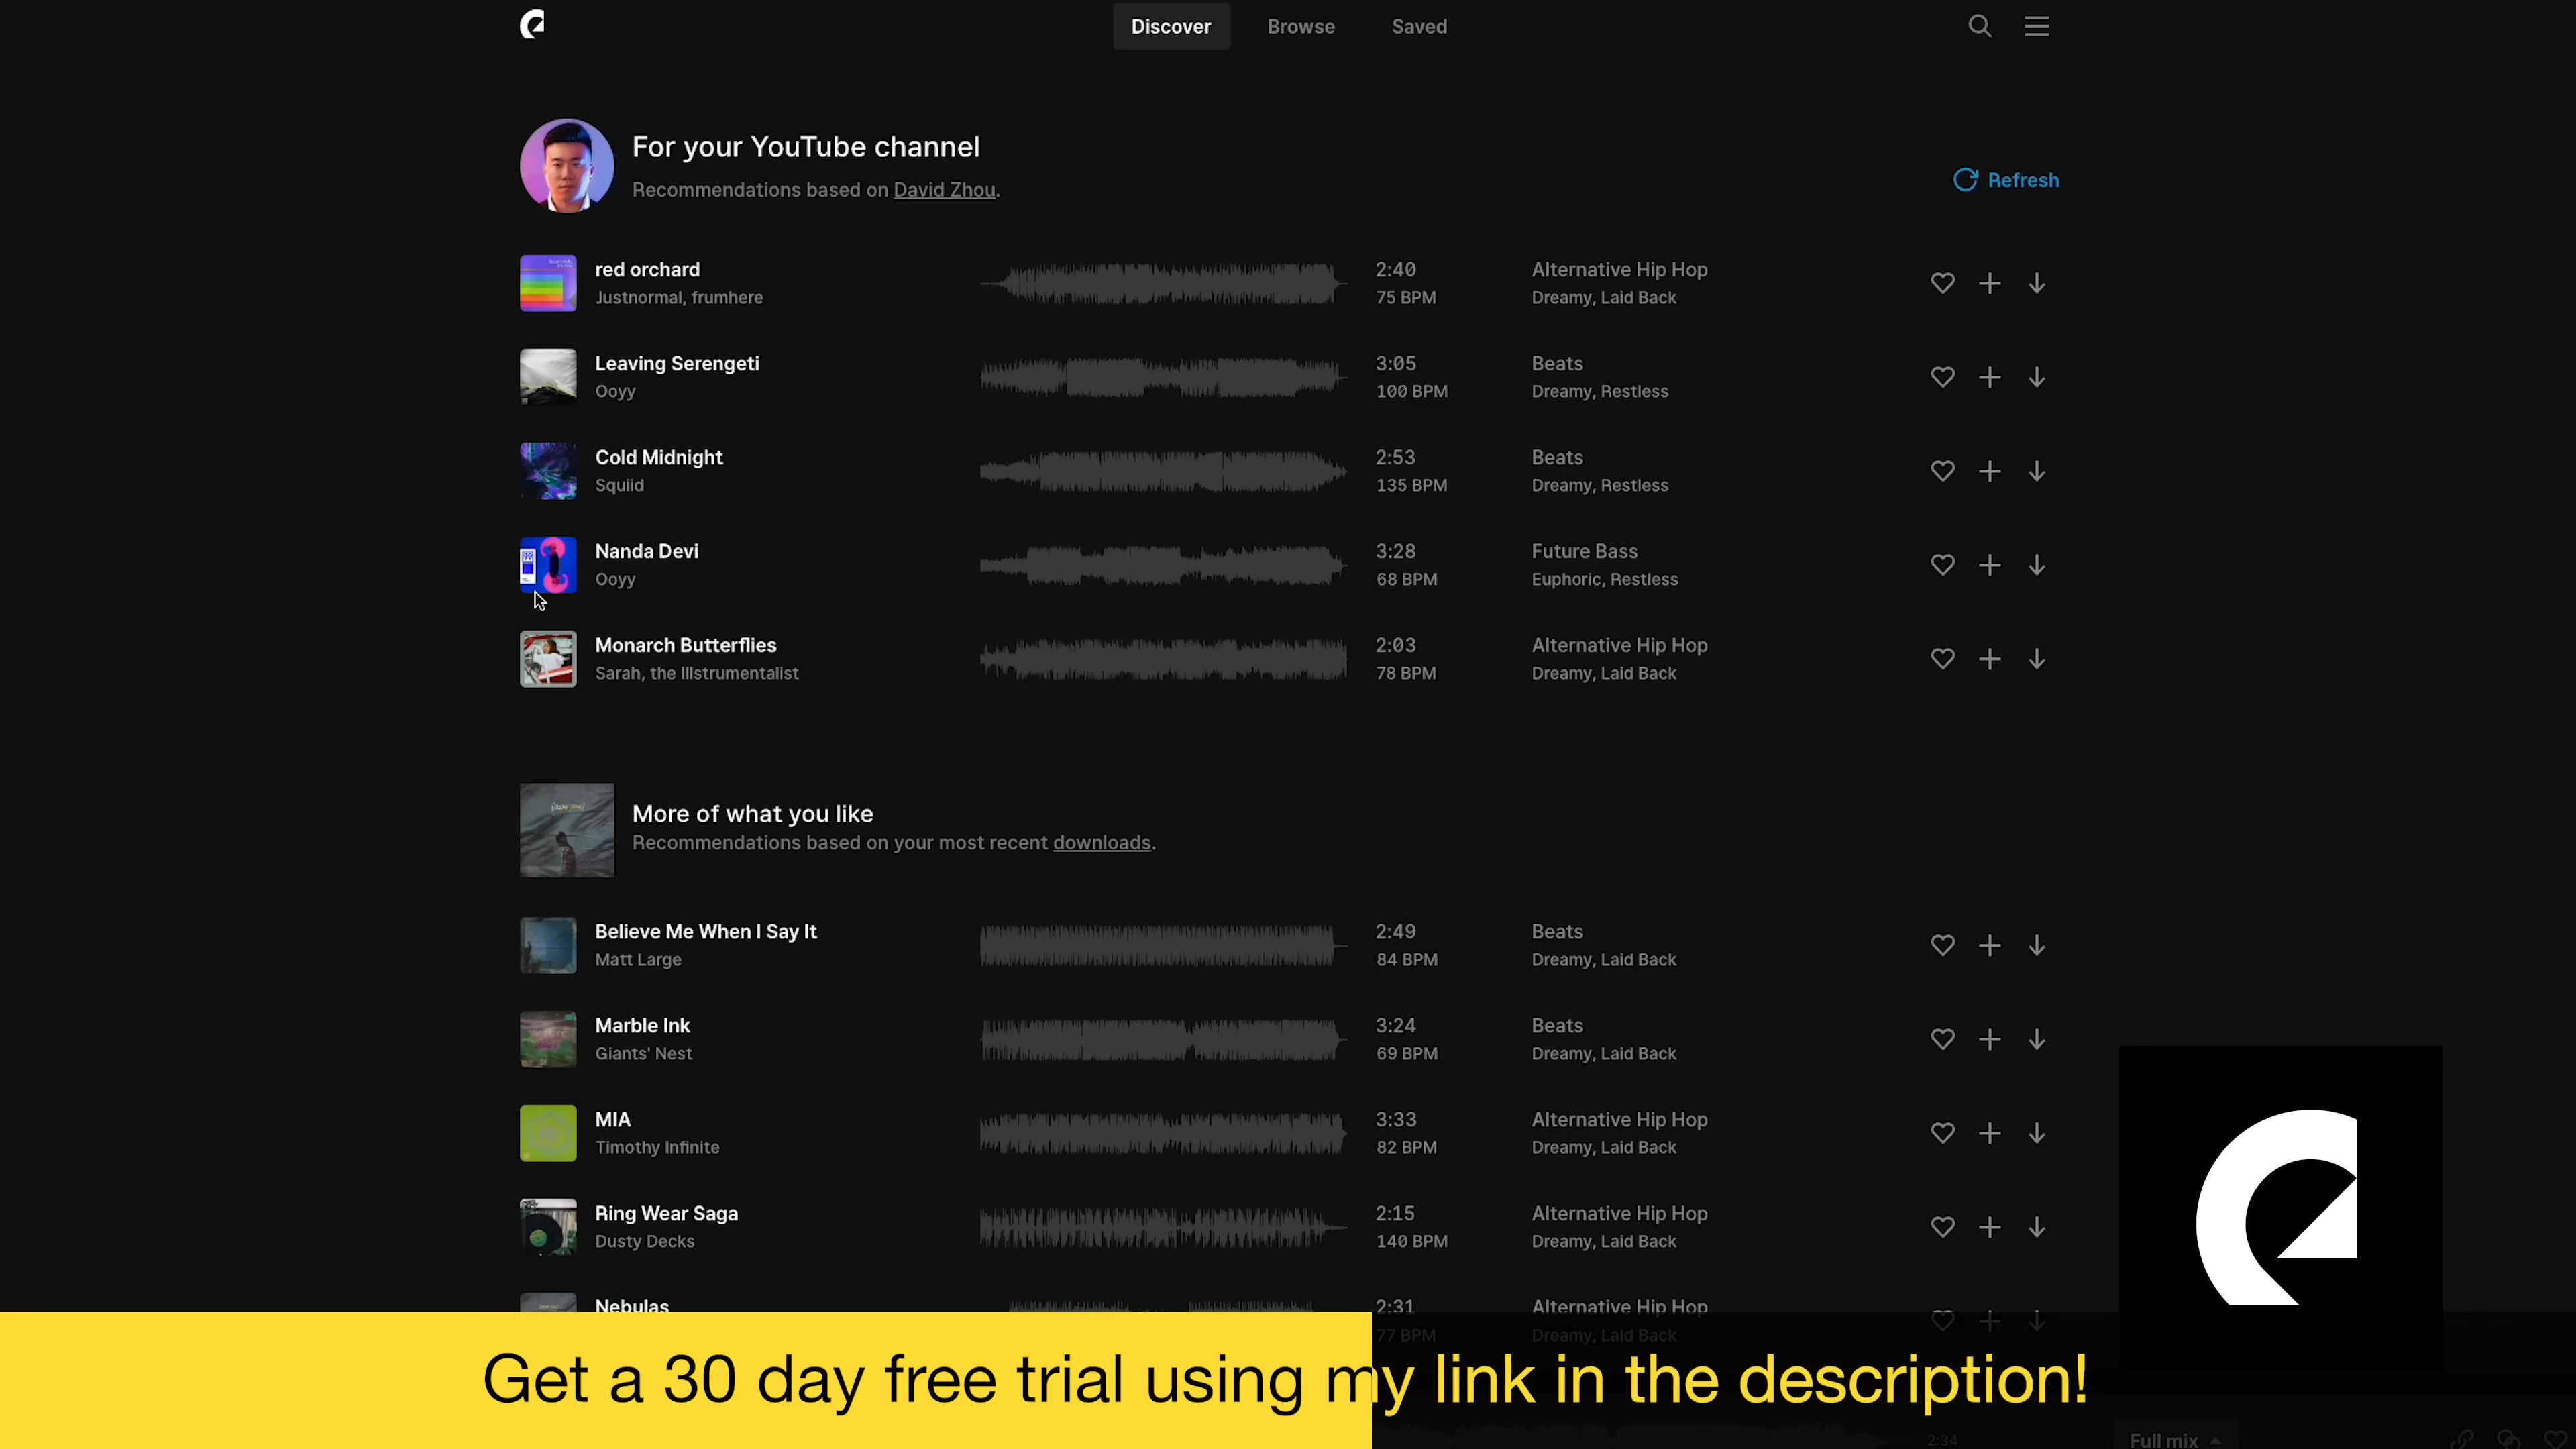 Discover Browse Saved
For your YouTube channel
Recommendations based on David Zhou.
Refresh
red orchard
Justnormal, frumhere
2:40
75 BPM
Alternative Hip Hop
Dreamy, Laid Back
Leaving Serengeti
Ooyy
3:05
100 BPM
Beats
Dreamy, Restless
Cold Midnight
Squiid
2:53
135 BPM
Beats
Dreamy, Restless
Nanda Devi
Ooyy
3:28
68 BPM
Future Bass
Euphoric, Restless
Monarch Butterflies
Sarah, the Illstrumentalist
2:03
78 BPM
Alternative Hip Hop
Dreamy, Laid Back
More of what you like
Recommendations based on your most recent downloads.
Believe Me When I Say It
Matt Large
2:49
84 BPM
Beats
Dreamy, Laid Back
Marble Ink
Giants' Nest
3:24
69 BPM
Beats
Dreamy, Laid Back
MIA
Timothy Infinite
3:33
82 BPM
Alternative Hip Hop
Dreamy, Laid Back
Ring Wear Saga
Dusty Decks
2:15
140 BPM
Alternative Hip Hop
Dreamy, Laid Back
Nebulas
2:31
77 BPM
Alternative Hip Hop
Dreamy, Laid Back
Get a 30 day free trial using my link in the description!
2:34
Full mix